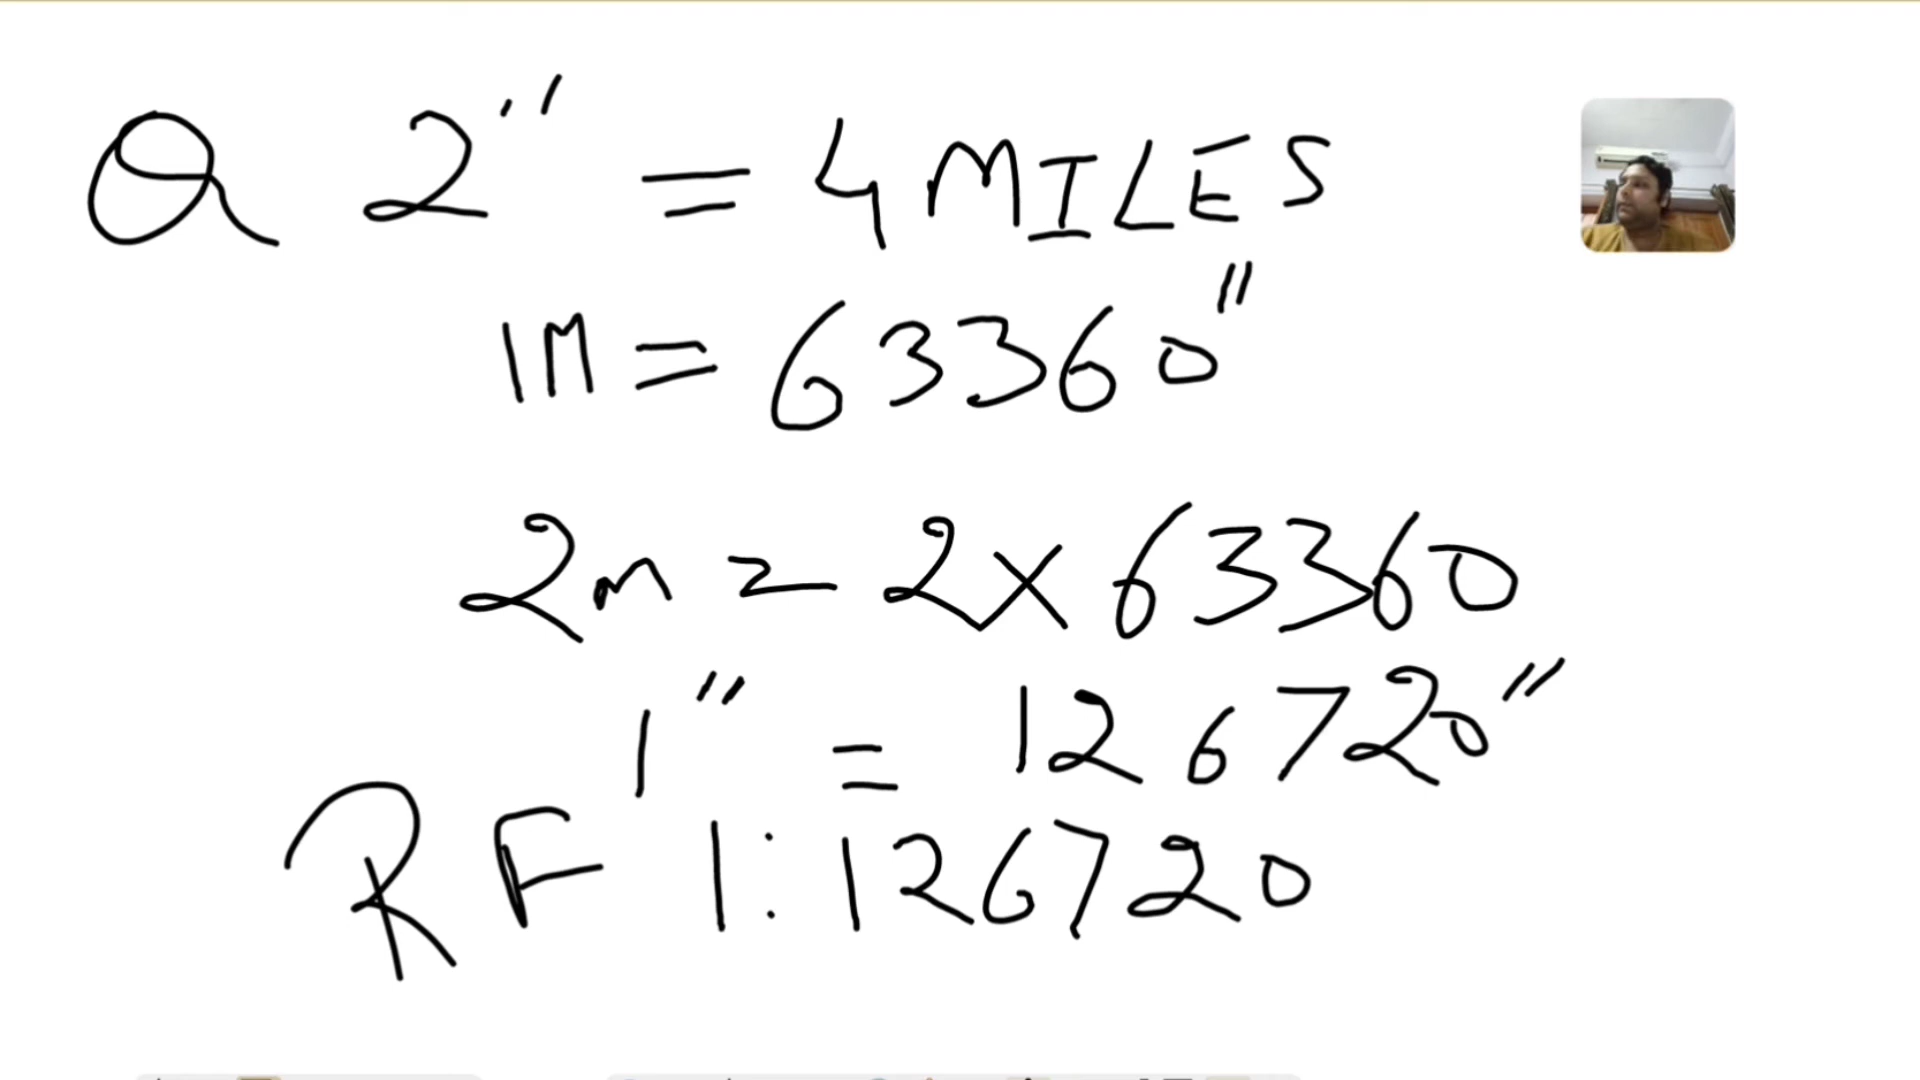 Q 2" = 4 MILES
1M = 63360"
2m = 2x63360
1" = 126720"
RF 1:126720